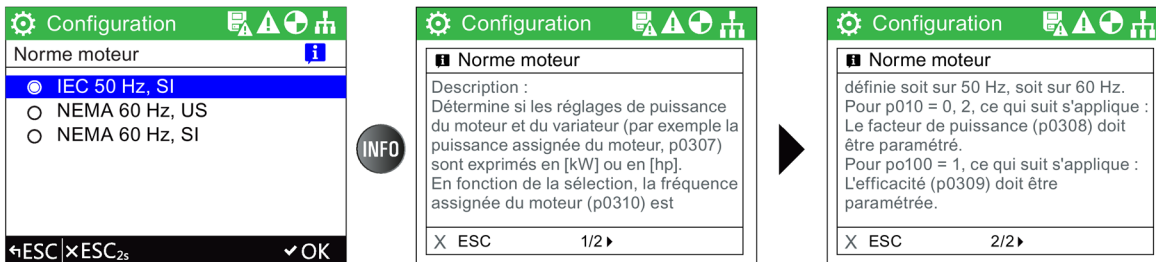 Configuration
Norme moteur
IEC 50 Hz, SI
NEMA 60 Hz, US
NEMA 60 Hz, SI
ESC ESC2s OK
INFO
Configuration
Norme moteur
Description :
Détermine si les réglages de puissance
du moteur et du variateur (par exemple la
puissance assignée du moteur, p0307)
sont exprimés en [kW] ou en [hp].
En fonction de la sélection, la fréquence
assignée du moteur (p0310) est
X ESC 1/2
Configuration
Norme moteur
définie soit sur 50 Hz, soit sur 60 Hz.
Pour p010 = 0, 2, ce qui suit s'applique :
Le facteur de puissance (p0308) doit
être paramétré.
Pour po100 = 1, ce qui suit s'applique :
L'efficacité (p0309) doit être
paramétrée.
X ESC 2/2